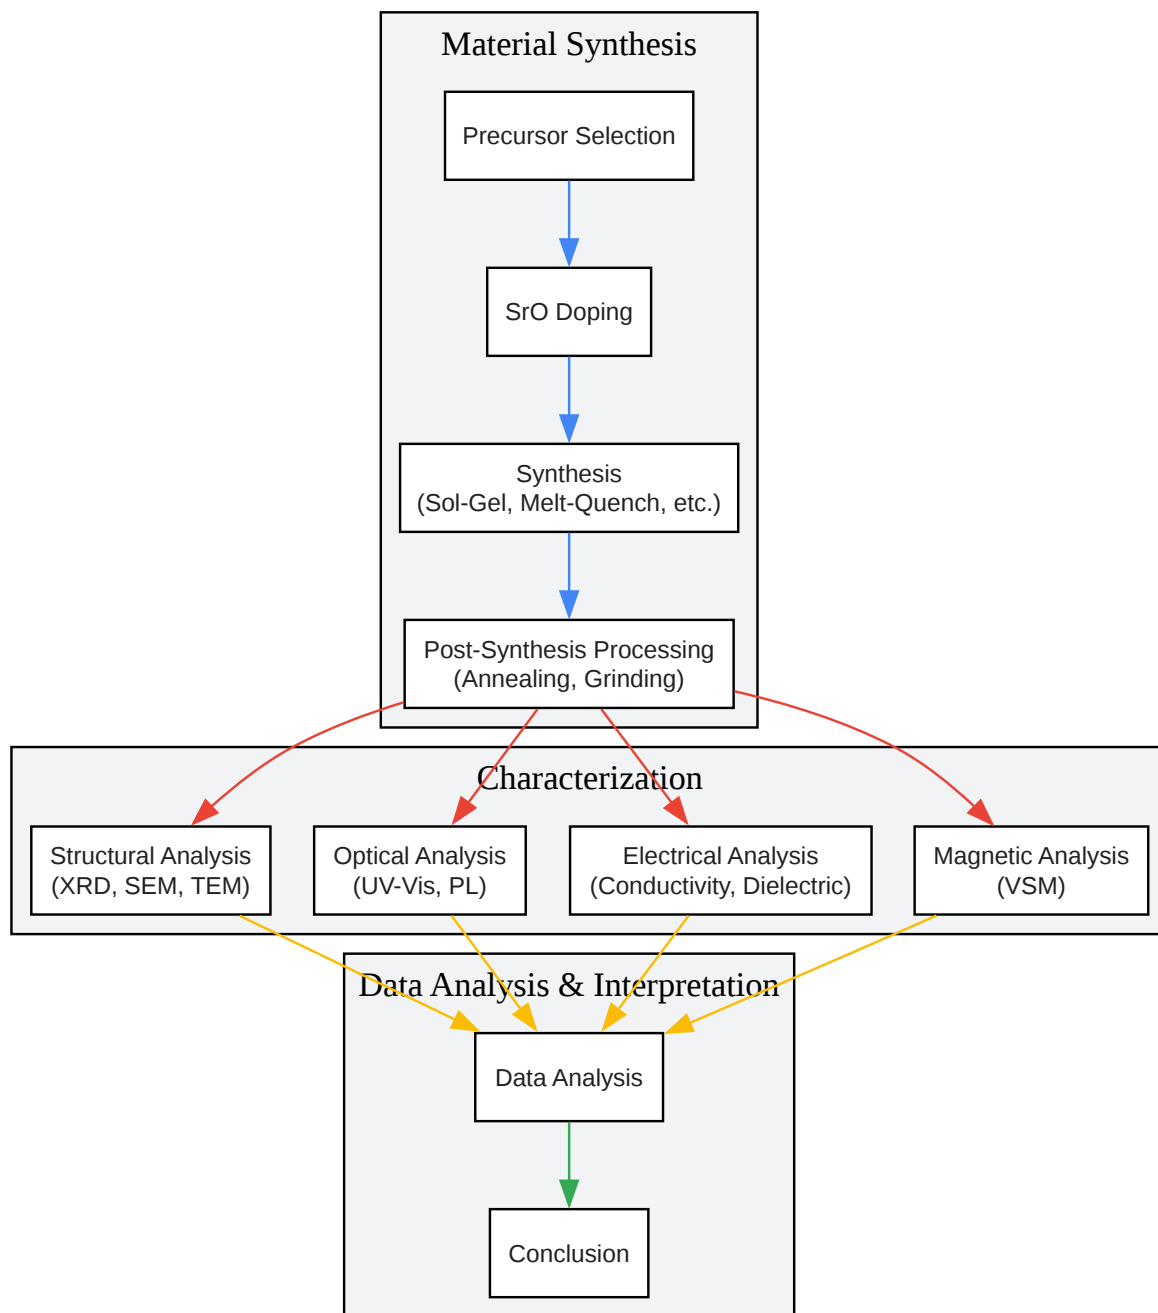 Material Synthesis
Precursor Selection
SrO Doping
Synthesis
(Sol-Gel, Melt-Quench, etc.)
Post-Synthesis Processing
(Annealing, Grinding)
Characterization
Structural Analysis
(XRD, SEM, TEM)
Optical Analysis
(UV-Vis, PL)
Electrical Analysis
(Conductivity, Dielectric)
Magnetic Analysis
(VSM)
Data Analysis & Interpretation
Data Analysis
Conclusion